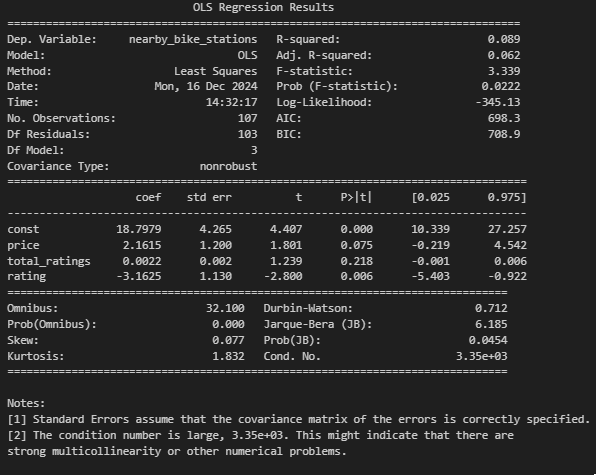 OLS Regression Results
==============================================================================
Dep. Variable:     nearby_bike_stations   R-squared:                       0.089
Model:                              OLS   Adj. R-squared:                  0.062
Method:                   Least Squares   F-statistic:                     3.339
Date:                  Mon, 16 Dec 2024   Prob (F-statistic):             0.0222
Time:                          14:32:17   Log-Likelihood:                -345.13
No. Observations:                   107   AIC:                             698.3
Df Residuals:                       103   BIC:                             708.9
Df Model:                             3
Covariance Type:              nonrobust
==============================================================================
                    coef    std err          t      P>|t|      [0.025      0.975]
------------------------------------------------------------------------------
const            18.7979      4.265      4.407      0.000      10.339      27.257
price             2.1615      1.200      1.801      0.075      -0.219       4.542
total_ratings     0.0022      0.002      1.239      0.218      -0.001       0.006
rating           -3.1625      1.130     -2.800      0.006      -5.403      -0.922
==============================================================================
Omnibus:                       32.100   Durbin-Watson:                   0.712
Prob(Omnibus):                  0.000   Jarque-Bera (JB):                6.185
Skew:                           0.077   Prob(JB):                       0.0454
Kurtosis:                       1.832   Cond. No.                     3.35e+03
==============================================================================
Notes:
[1] Standard Errors assume that the covariance matrix of the errors is correctly specified.
[2] The condition number is large, 3.35e+03. This might indicate that there are
strong multicollinearity or other numerical problems.